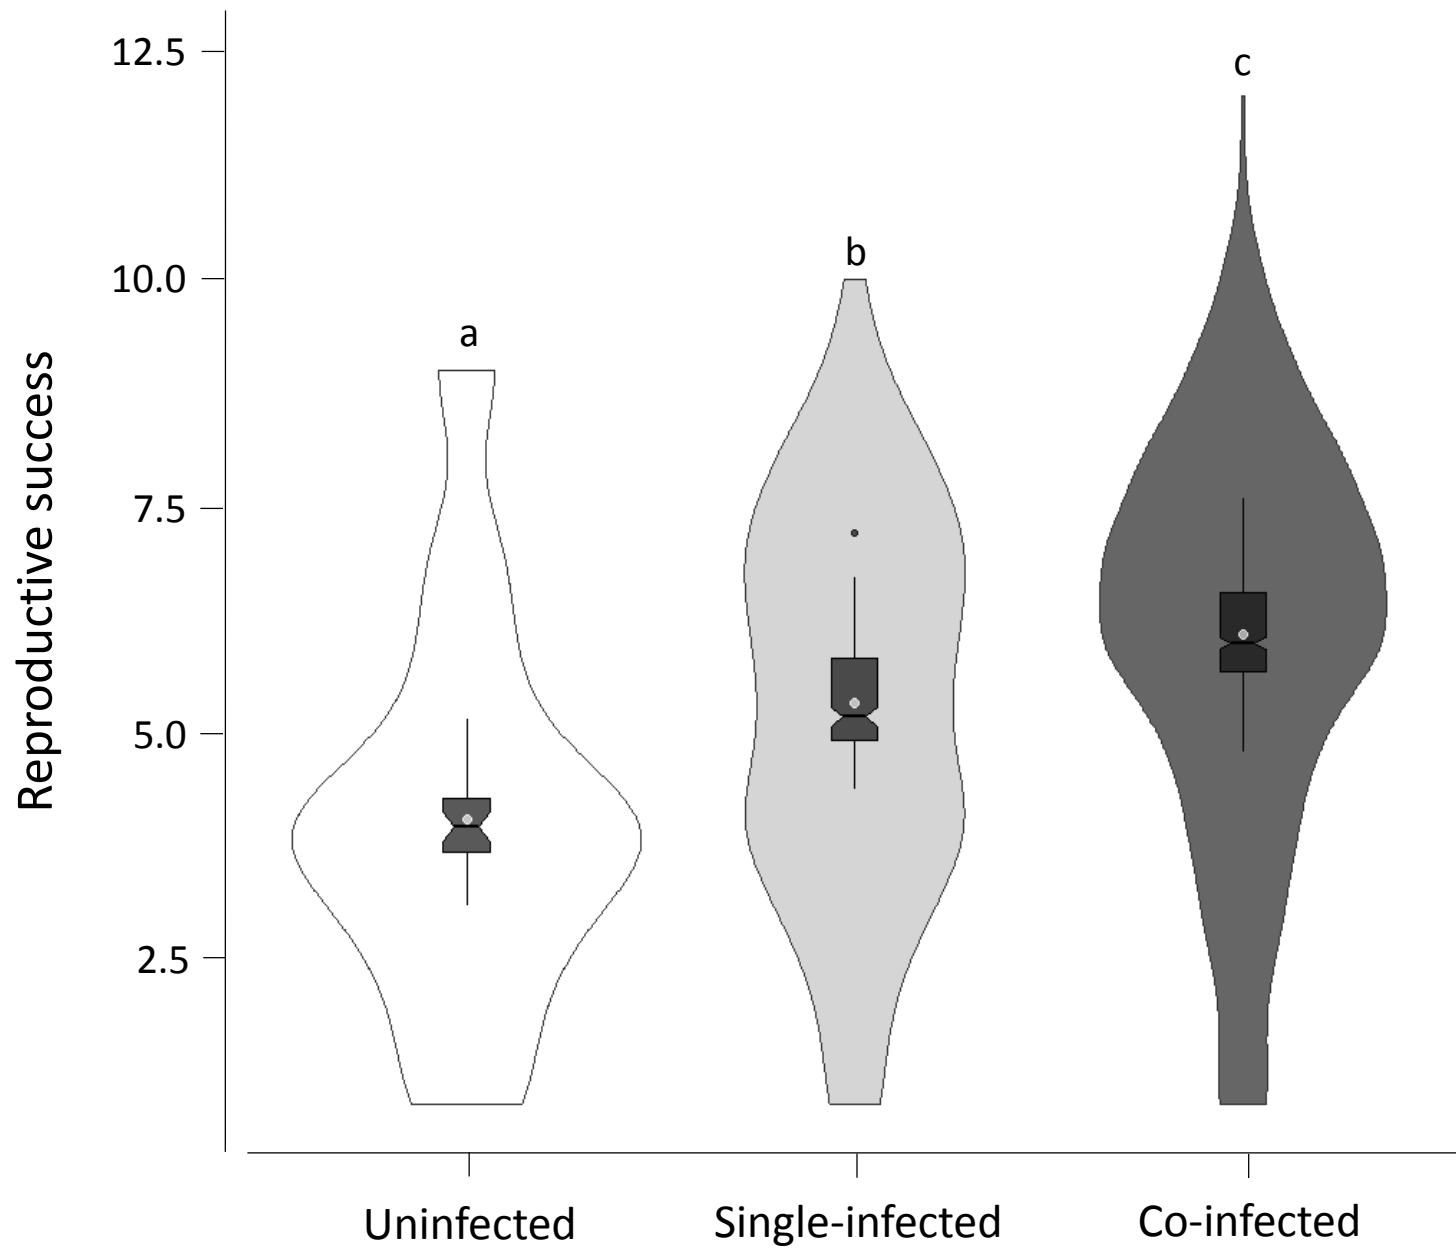 12.5
10.0
7.5
5.0
2.5
Reproductive success
a
b
c
Uninfected
Single-infected
Co-infected